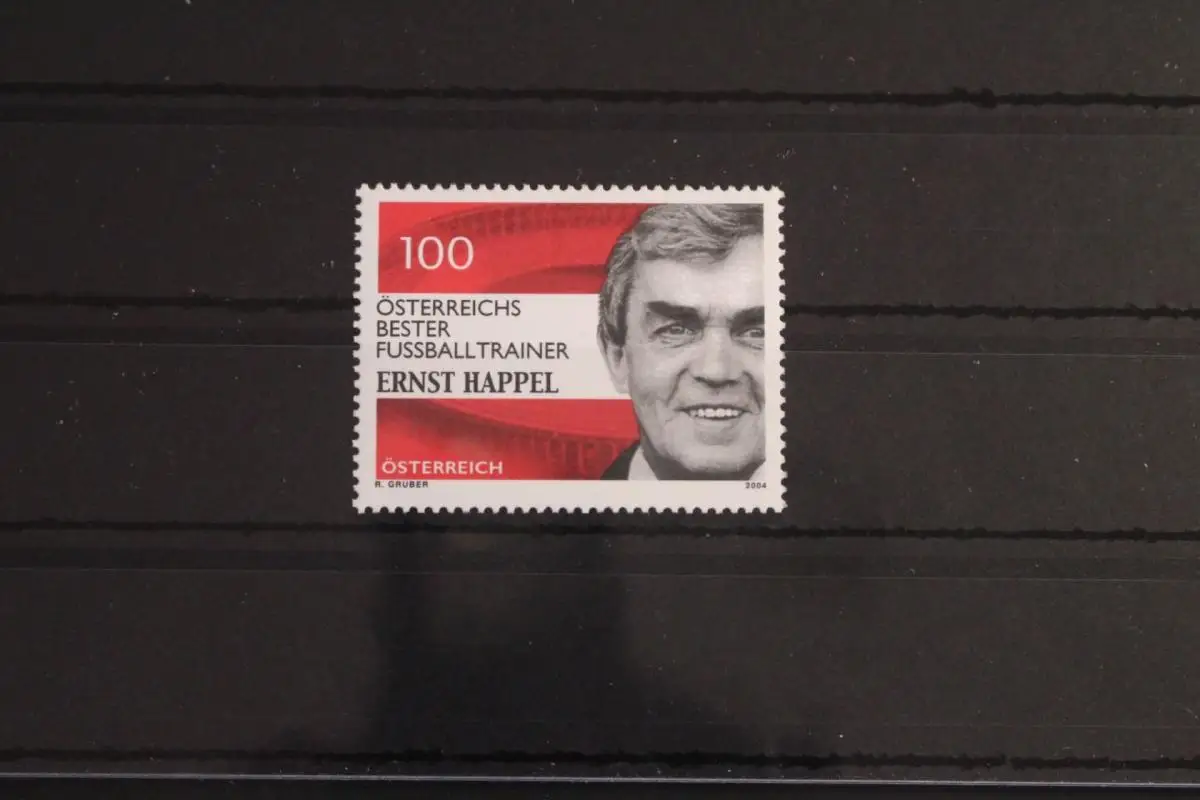 100
ÖSTERREICHS
BESTER
FUSSBALLTRAINER
ERNST HAPPEL
ÖSTERREICH
R. GRUBER 2004